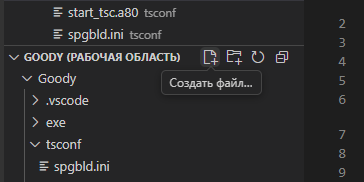 start_tsc.a80 tsconf
spgbld.ini tsconf
GOODY (РАБОЧАЯ ОБЛАСТЬ)
Создать файл...
Goody
.vscode
exe
tsconf
spgbld.ini
2
3
4
5
6
7
8
9